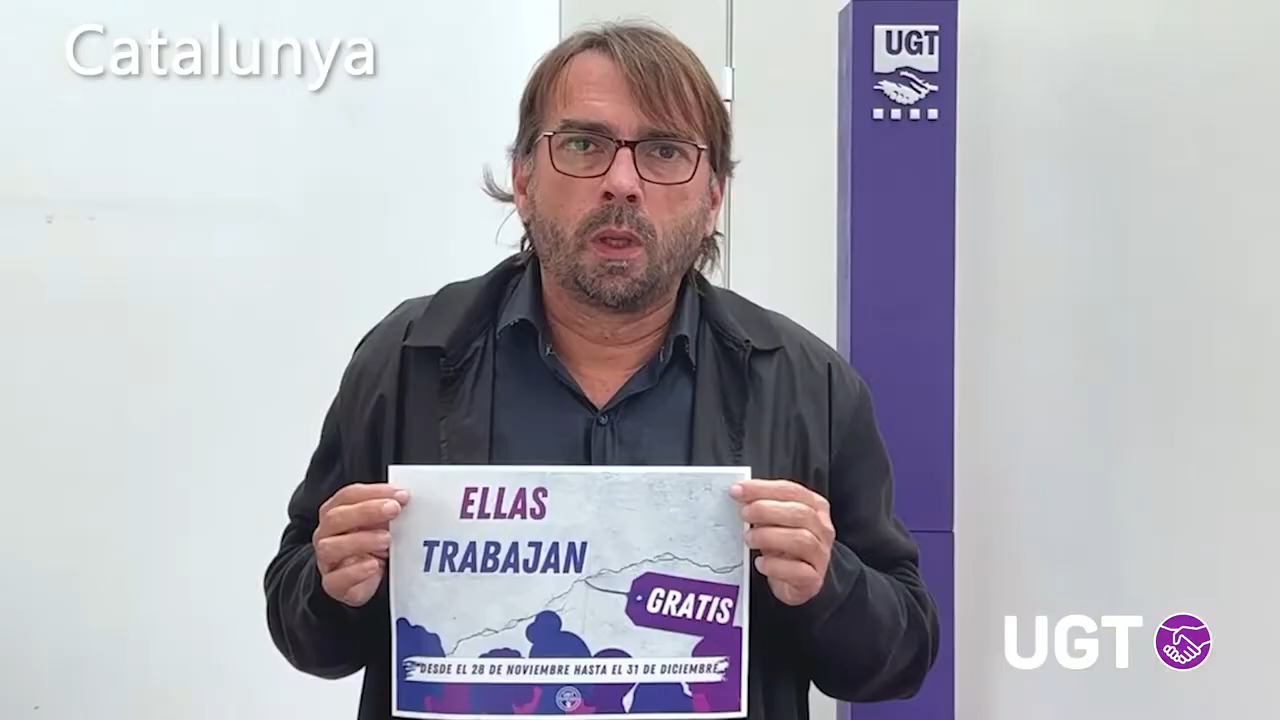 Catalunya
UGT
ELLAS
TRABAJAN
GRATIS
DESDE EL 28 DE NOVIEMBRE HASTA EL 31 DE DICIEMBRE
UGT